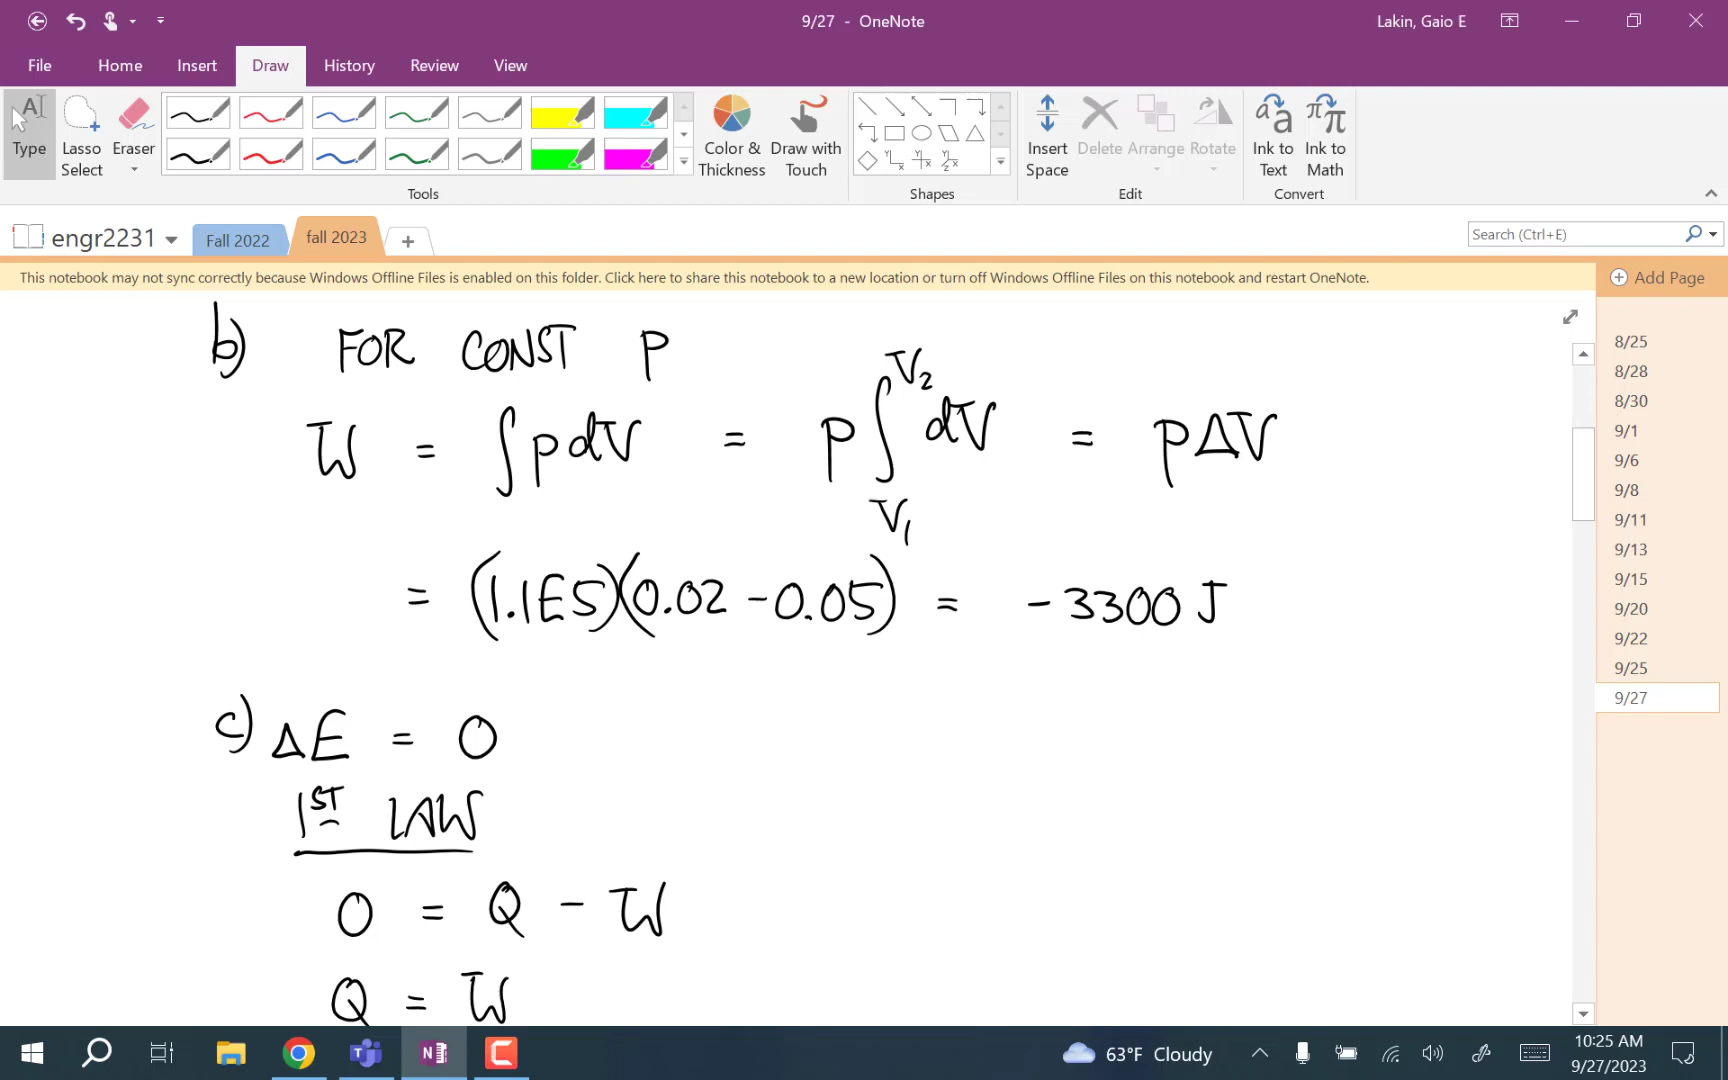 9/27 - OneNote
Lakin, Gaio E
File Home Insert Draw History Review View
Type
Lasso Select
Eraser
Color & Thickness
Draw with Touch
Insert Space
Delete
Arrange
Rotate
Ink to Text
Ink to Math
Tools
Shapes
Edit
Convert
engr2231
Fall 2022
fall 2023
Search (Ctrl+E)
This notebook may not sync correctly because Windows Offline Files is enabled on this folder. Click here to share this notebook to a new location or turn off Windows Offline Files on this notebook and restart OneNote.
Add Page
8/25
8/28
8/30
9/1
9/6
9/8
9/11
9/13
9/15
9/20
9/22
9/25
9/27
b) FOR CONST P
W = ∫ p dV = p ∫_{V1}^{V2} dV = pΔV
= (1.1E5)(0.02 - 0.05) = -3300 J
c) ΔE = 0
1ST LAW
0 = Q - W
Q = W
63°F Cloudy
10:25 AM
9/27/2023